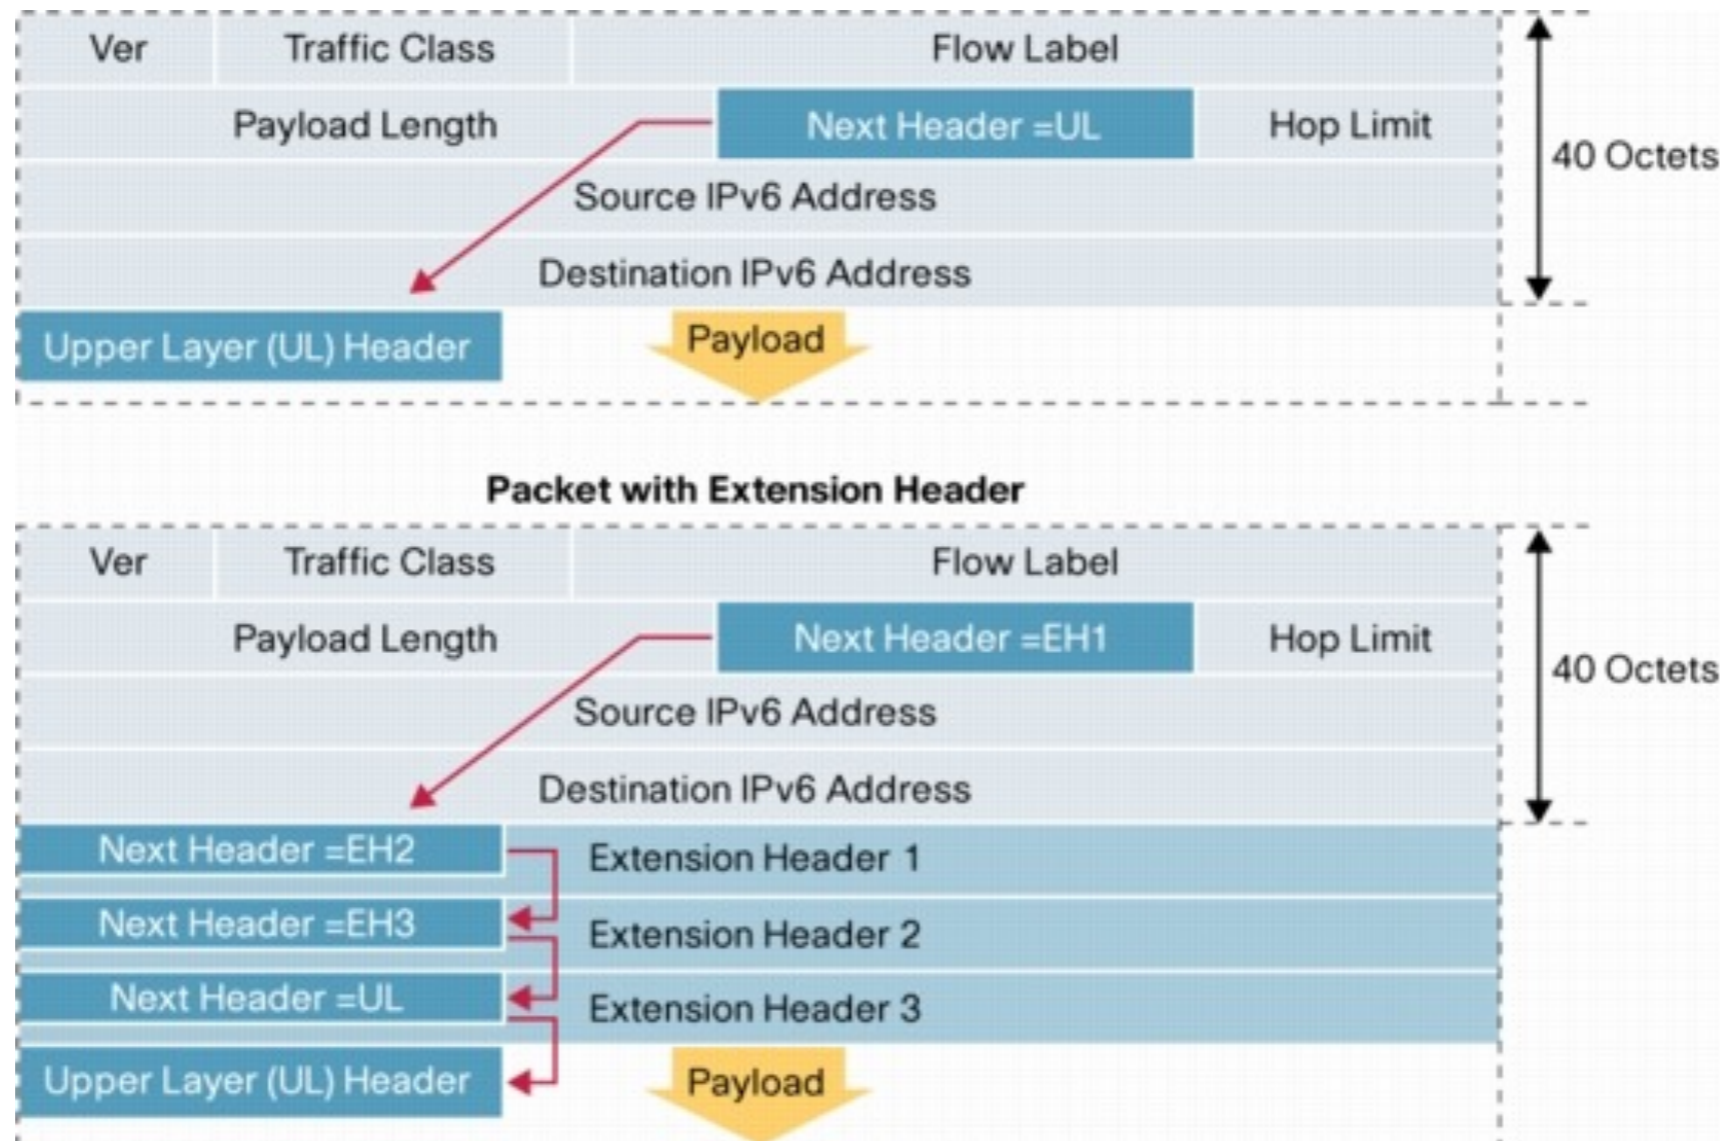 Ver Traffic Class Flow Label
Payload Length Next Header =UL Hop Limit
40 Octets
Source IPv6 Address
Destination IPv6 Address
Upper Layer (UL) Header Payload
Packet with Extension Header
Ver Traffic Class Flow Label
Payload Length Next Header =EH1 Hop Limit
40 Octets
Source IPv6 Address
Destination IPv6 Address
Next Header =EH2 Extension Header 1
Next Header =EH3 Extension Header 2
Next Header =UL Extension Header 3
Upper Layer (UL) Header Payload